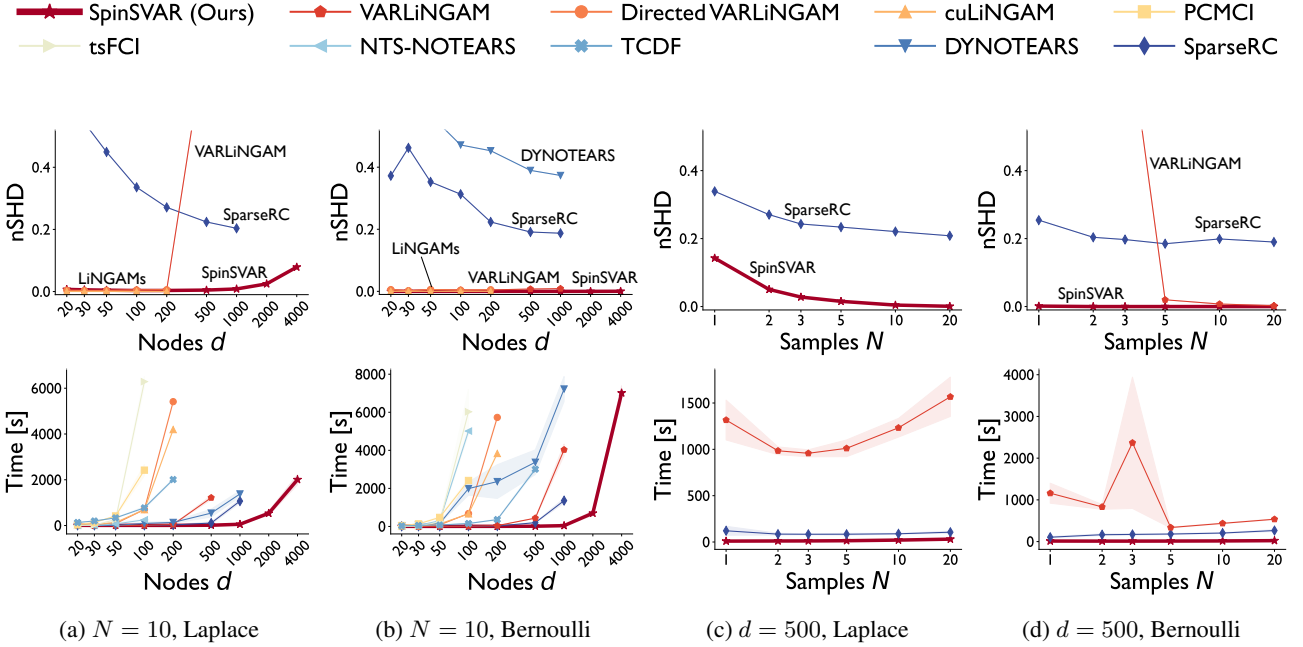 SpinSVAR (Ours) VARLiNGAM Directed VARLiNGAM cuLiNGAM PCMCI
tsFCI NTS-NOTEARS TCDF DYNOTEARS SparseRC
nSHD
0.4
0.2
0.0
VARLiNGAM
SparseRC
LiNGAMs
SpinSVAR
20 30 50 100 200 500 1000 2000 4000
Nodes d
nSHD
0.4
0.2
0.0
DYNOTEARS
SparseRC
LiNGAMs
VARLiNGAM
SpinSVAR
20 30 50 100 200 500 1000 2000 4000
Nodes d
nSHD
0.4
0.2
0.0
SparseRC
SpinSVAR
1 2 3 5 10 20
Samples N
nSHD
0.4
0.2
0.0
VARLiNGAM
SparseRC
SpinSVAR
1 2 3 5 10 20
Samples N
Time [s]
6000
4000
2000
0
20 30 50 100 200 500 1000 2000 4000
Nodes d
Time [s]
8000
6000
4000
2000
0
20 30 50 100 200 500 1000 2000 4000
Nodes d
Time [s]
1500
1000
500
0
1 2 3 5 10 20
Samples N
Time [s]
4000
3000
2000
1000
0
1 2 3 5 10 20
Samples N
(a) N = 10, Laplace
(b) N = 10, Bernoulli
(c) d = 500, Laplace
(d) d = 500, Bernoulli